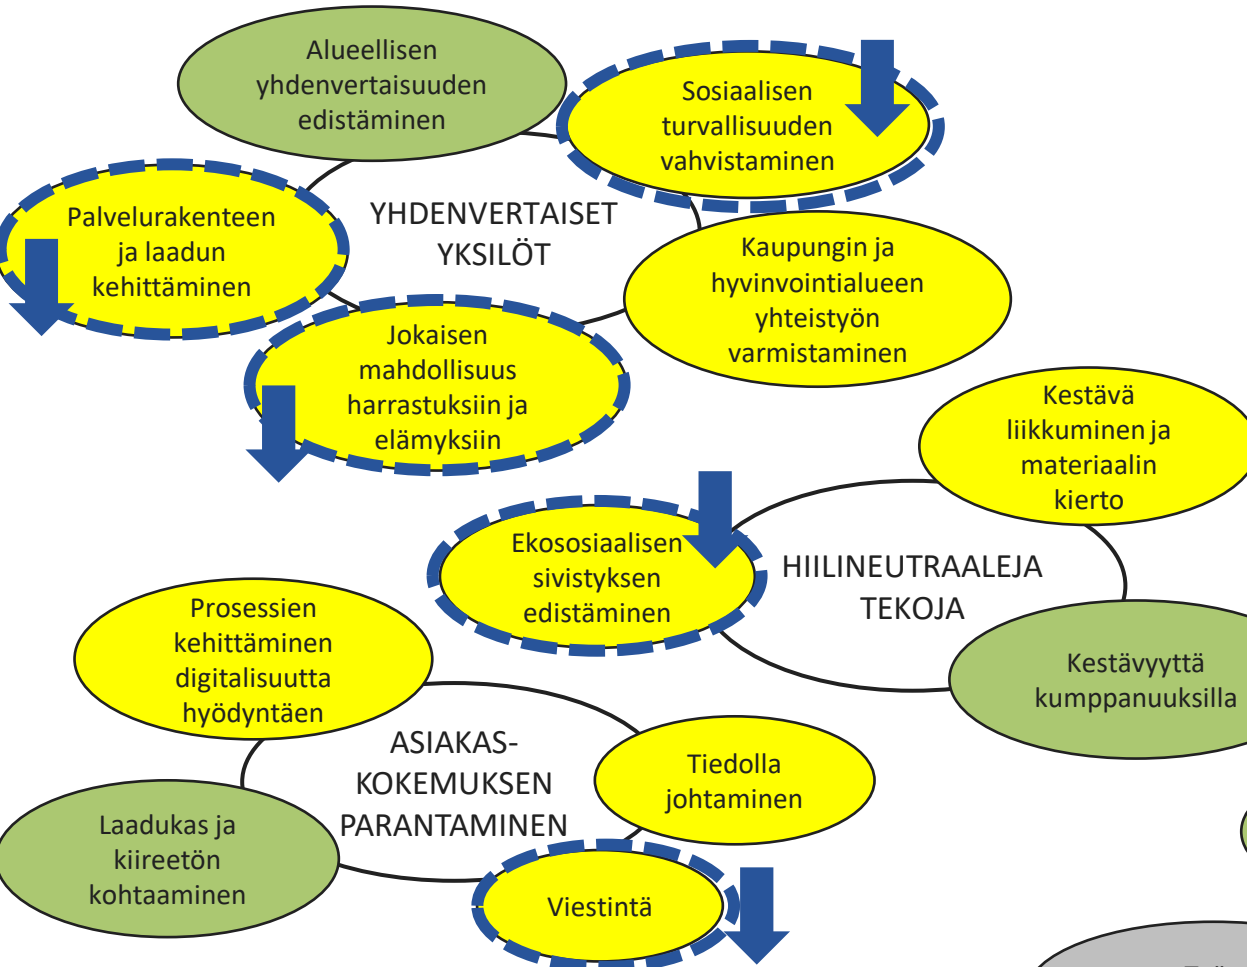 Alueellisen
yhdenvertaisuuden
edistäminen
Sosiaalisen
turvallisuuden
vahvistaminen
Palvelurakenteen
ja laadun
kehittäminen
YHDENVERTAISET
YKSILÖT
Kaupungin ja
hyvinvointialueen
yhteistyön
varmistaminen
Jokaisen
mahdollisuus
harrastuksiin ja
elämyksiin
Kestävä
liikkuminen ja
materiaalin
kierto
Ekososiaalisen
sivistyksen
edistäminen
HIILINEUTRAALEJA
TEKOJA
Kestävyyttä
kumppanuuksilla
Prosessien
kehittäminen
digitalisuutta
hyödyntäen
ASIAKAS-
KOKEMUKSEN
PARANTAMINEN
Tiedolla
johtaminen
Laadukas ja
kiireetön
kohtaaminen
Viestintä